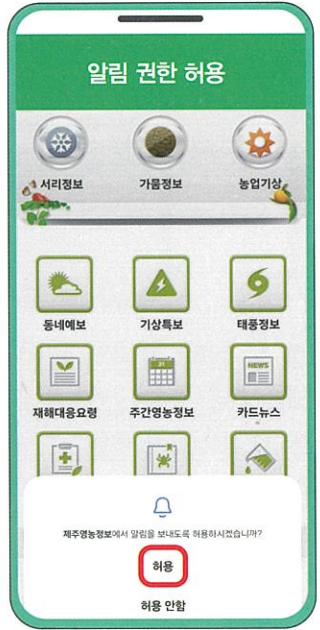 알림 권한 허용
서리정보 가뭄정보 농업기상
동네예보 기상특보 태풍정보
31
NEWS
재해대응요령 주간영농정보 카드뉴스
제주영농정보에서 알림을 보내도록 허용하시겠습니까?
허용
허용 안함